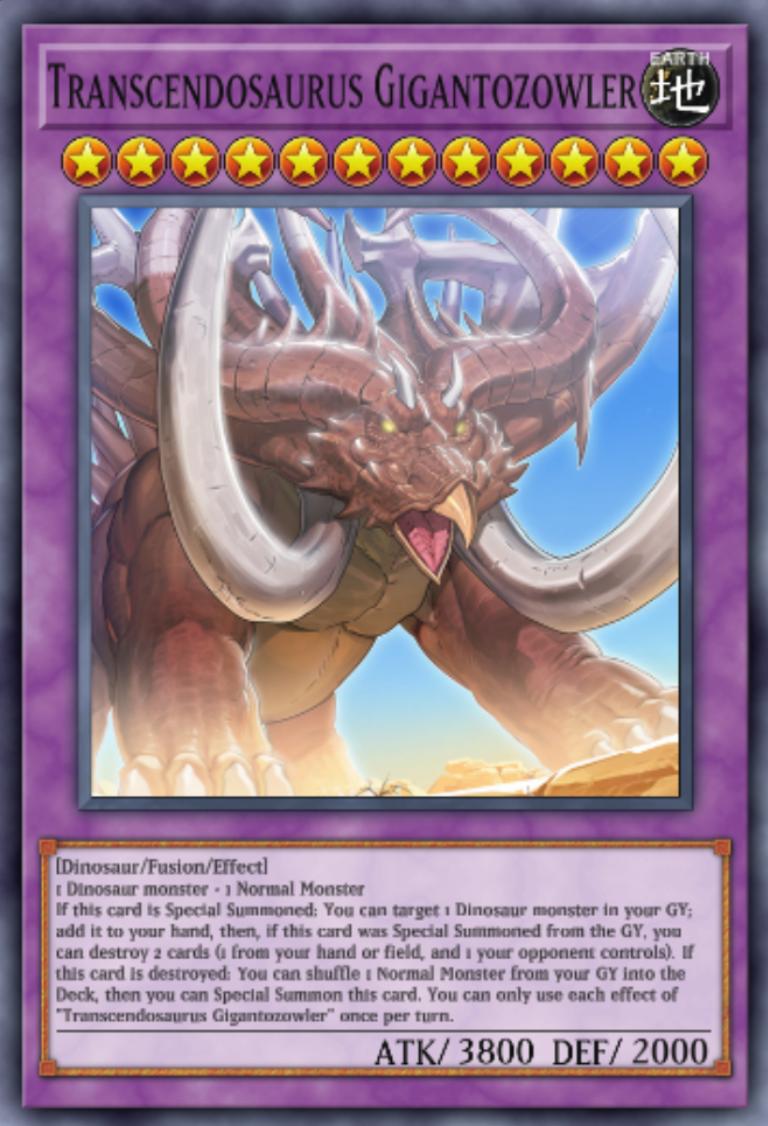 TRANSCENDOSAURUS GIGANTOZOWLER
EARTH
地
[Dinosaur/Fusion/Effect]
1 Dinosaur monster - 1 Normal Monster
If this card is Special Summoned: You can target 1 Dinosaur monster in your GY;
add it to your hand, then, if this card was Special Summoned from the GY, you
can destroy 2 cards (1 from your hand or field, and 1 your opponent controls). If
this card is destroyed: You can shuffle 1 Normal Monster from your GY into the
Deck, then you can Special Summon this card. You can only use each effect of
"Transcendosaurus Gigantozowler" once per turn.
ATK/ 3800 DEF/ 2000